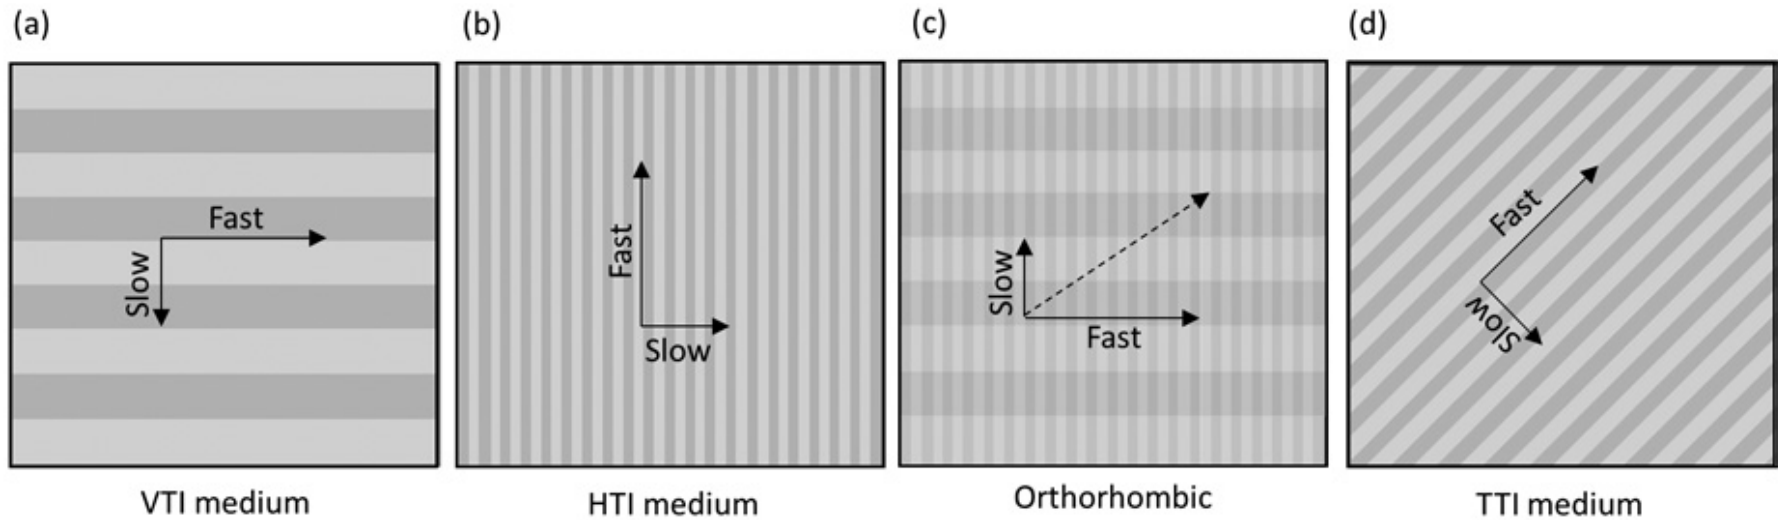 (a)
(b)
(c)
(d)
Fast
Slow
Fast
Slow
Slow
Fast
Fast
Slow
VTI medium
HTI medium
Orthorhombic
TTI medium